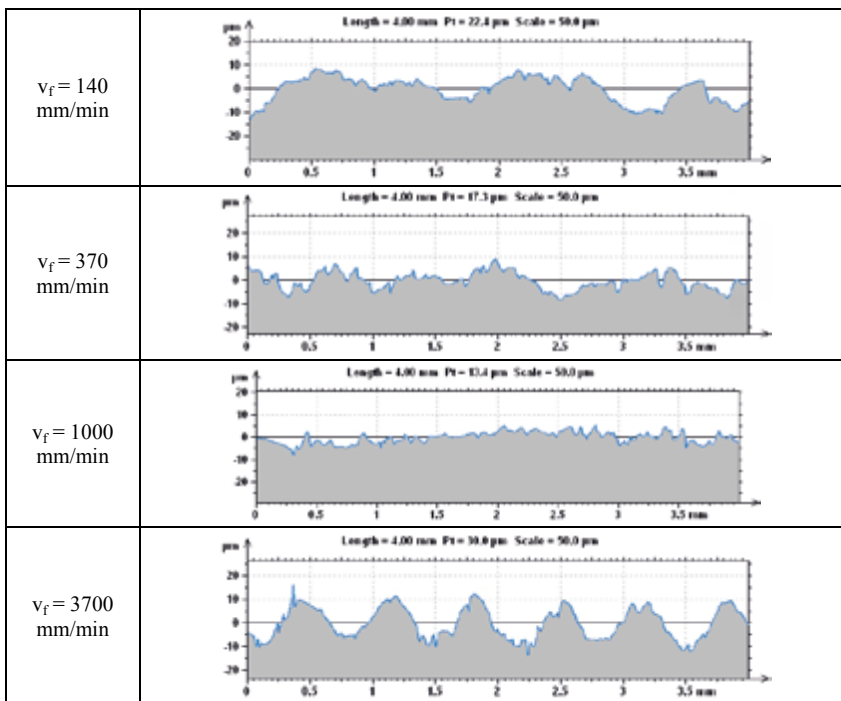 v_f = 140
mm/min
Length = 4.00 mm Pt = 22.4 µm Scale = 50.0 µm
µm
20
10
0
-10
-20
0 0.5 1 1.5 2 2.5 3 3.5 mm
v_f = 370
mm/min
Length = 4.00 mm Pt = 17.3 µm Scale = 50.0 µm
µm
20
10
0
-10
-20
0 0.5 1 1.5 2 2.5 3 3.5 mm
v_f = 1000
mm/min
Length = 4.00 mm Pt = 13.4 µm Scale = 50.0 µm
µm
20
10
0
-10
-20
0 0.5 1 1.5 2 2.5 3 3.5 mm
v_f = 3700
mm/min
Length = 4.00 mm Pt = 30.0 µm Scale = 50.0 µm
µm
20
10
0
-10
-20
0 0.5 1 1.5 2 2.5 3 3.5 mm